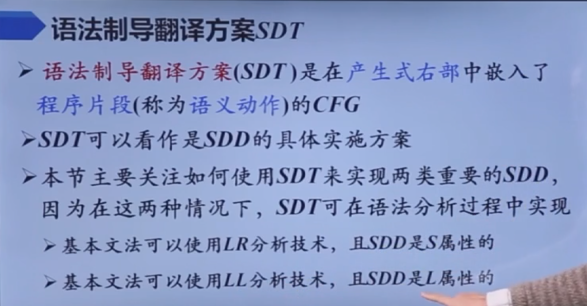 语法制导翻译方案SDT
语法制导翻译方案(SDT)是在产生式右部中嵌入了
程序片段(称为语义动作)的CFG
SDT可以看作是SDD的具体实施方案
本节主要关注如何使用SDT来实现两类重要的SDD，
因为在这两种情况下，SDT可在语法分析过程中实现
基本文法可以使用LR分析技术，且SDD是S属性的
基本文法可以使用LL分析技术，且SDD是L属性的